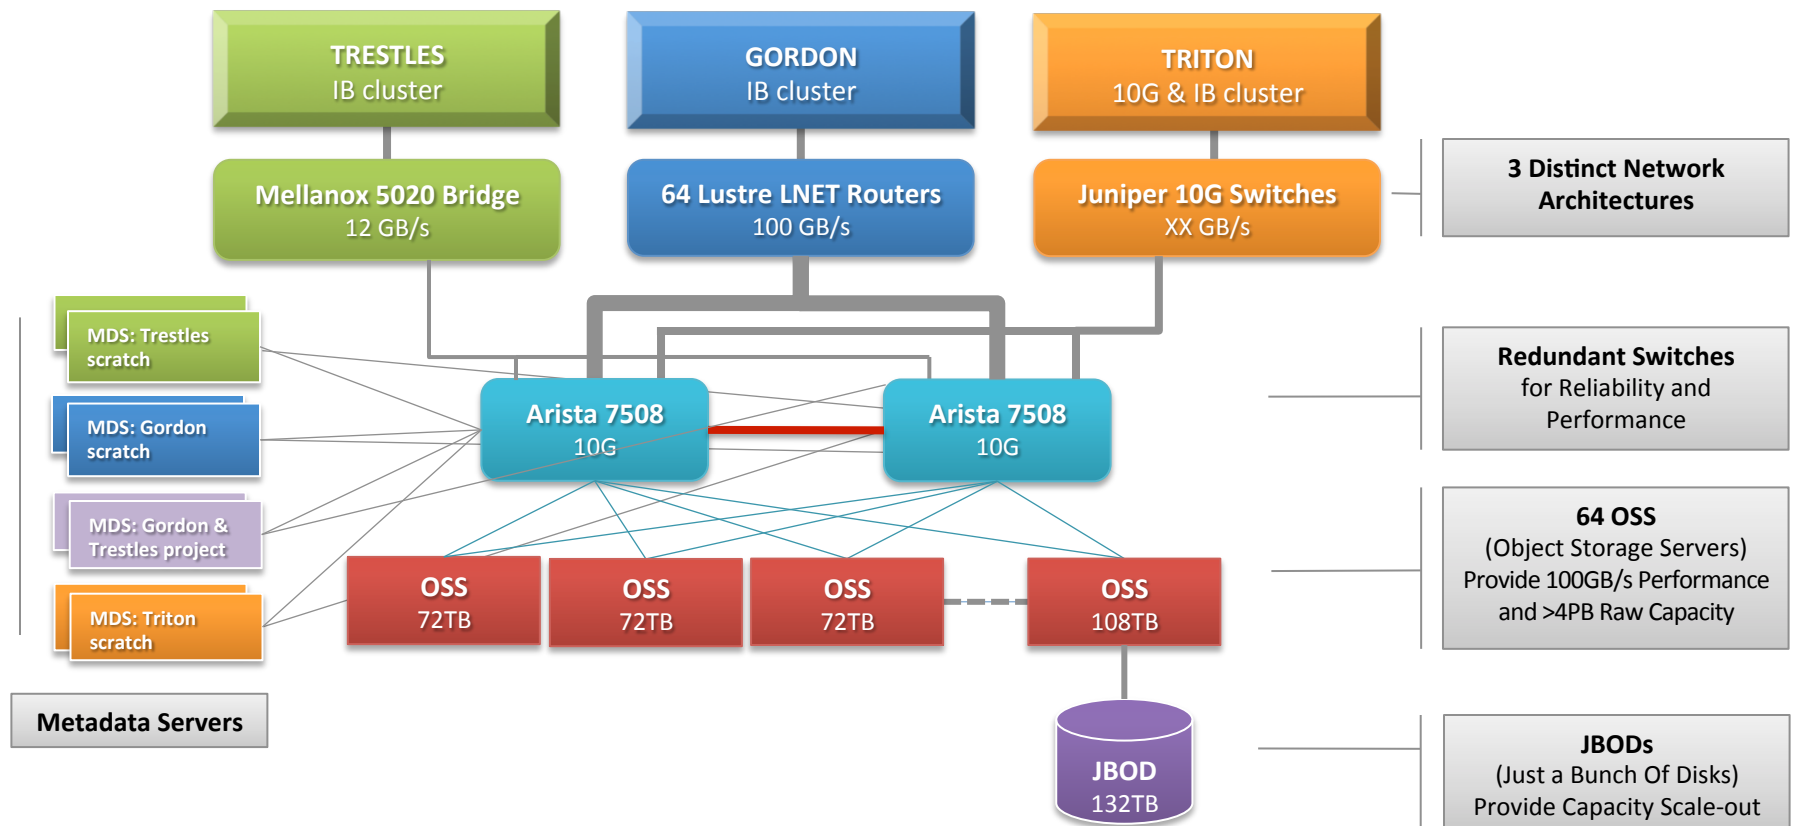 TRESTLES
IB cluster
GORDON
IB cluster
TRITON
10G & IB cluster
Mellanox 5020 Bridge
12 GB/s
64 Lustre LNET Routers
100 GB/s
Juniper 10G Switches
XX GB/s
3 Distinct Network
Architectures
MDS: Trestles
scratch
MDS: Gordon
scratch
MDS: Gordon &
Trestles project
MDS: Triton
scratch
Metadata Servers
Arista 7508
10G
Arista 7508
10G
Redundant Switches
for Reliability and
Performance
OSS
72TB
OSS
72TB
OSS
72TB
OSS
108TB
64 OSS
(Object Storage Servers)
Provide 100GB/s Performance
and >4PB Raw Capacity
JBOD
132TB
JBODs
(Just a Bunch Of Disks)
Provide Capacity Scale-out